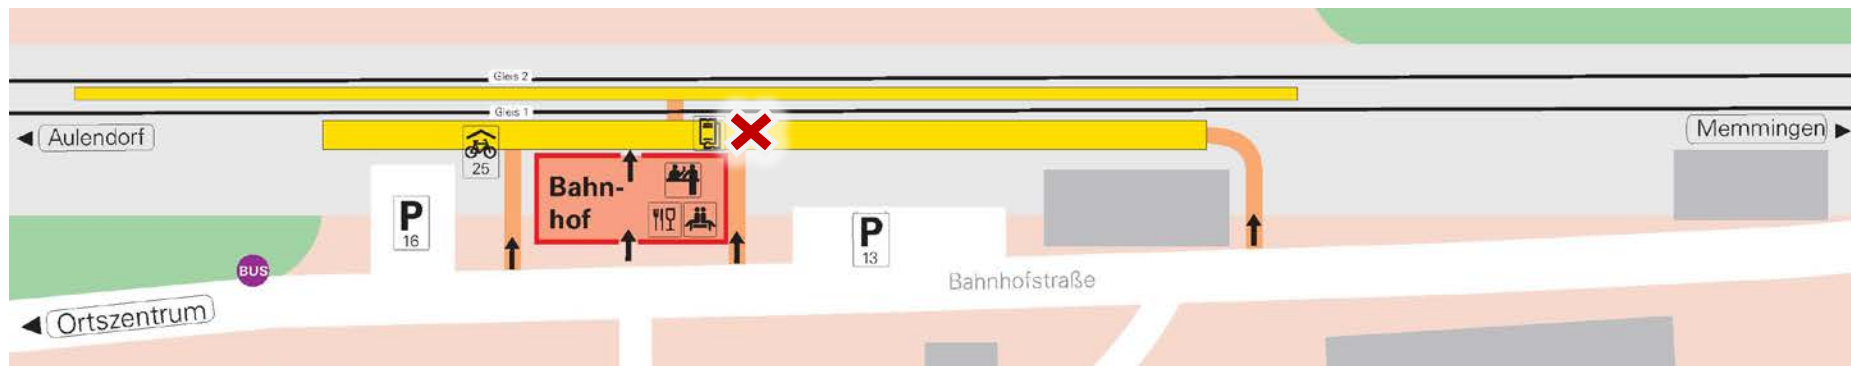 Gleis 2
Gleis 1
Aulendorf
Memmingen
25
Bahn-
hof
P
16
P
13
BUS
Bahnhofstraße
Ortszentrum